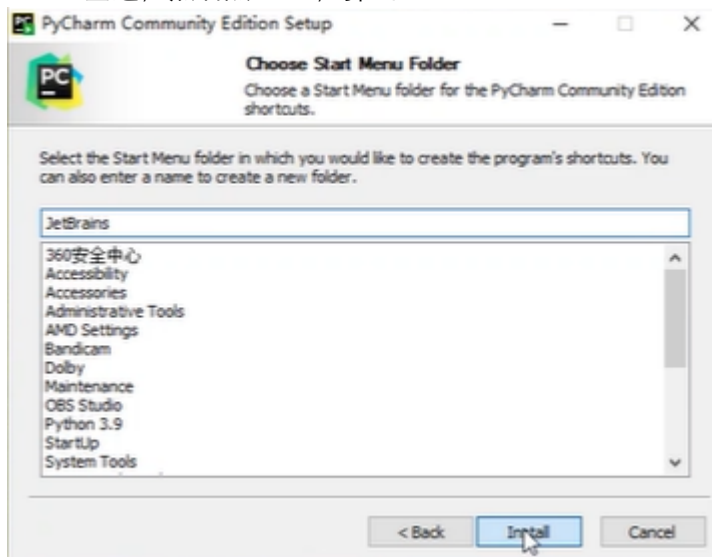 PyCharm Community Edition Setup
PC
Choose Start Menu Folder
Choose a Start Menu folder for the PyCharm Community Edition
shortcuts.
Select the Start Menu folder in which you would like to create the program's shortcuts. You
can also enter a name to create a new folder.
JetBrains
360安全中心
Accessibility
Accessories
Administrative Tools
AMD Settings
Bandicam
Dolby
Maintenance
OBS Studio
Python 3.9
StartUp
System Tools
< Back
Install
Cancel